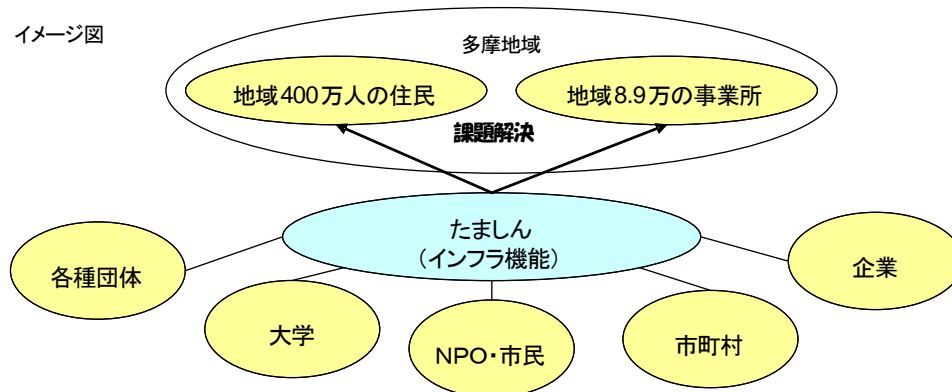 イメージ図
多摩地域
地域400万人の住民
地域8.9万の事業所
課題解決
たましん
（インフラ機能）
各種団体
企業
大学
NPO・市民
市町村